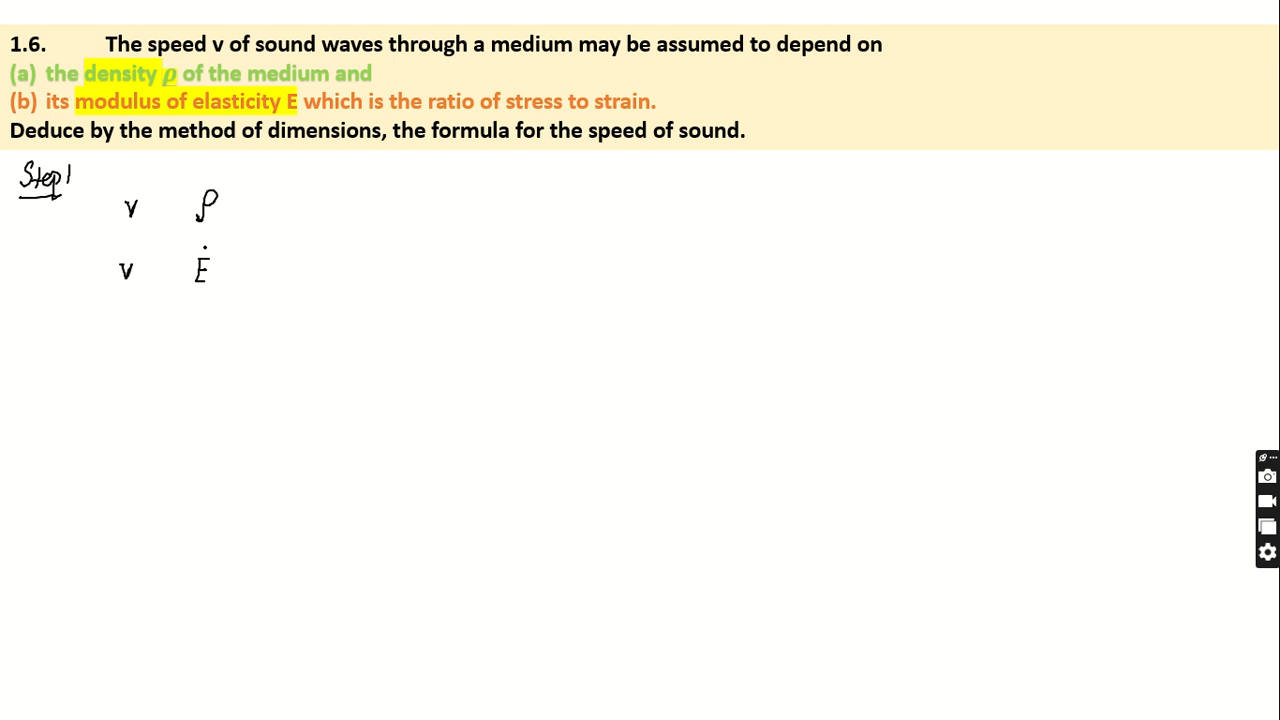 1.6. The speed v of sound waves through a medium may be assumed to depend on
(a) the density ρ of the medium and
(b) its modulus of elasticity E which is the ratio of stress to strain.
Deduce by the method of dimensions, the formula for the speed of sound.
Step 1
v ρ
v E